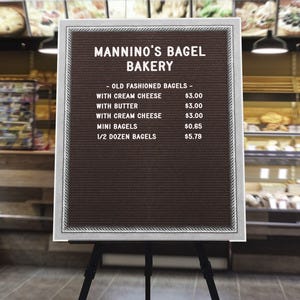 MANNINO'S BAGEL
BAKERY
- OLD FASHIONED BAGELS -
WITH CREAM CHEESE $3.00
WITH BUTTER $3.00
WITH CREAM CHEESE $3.00
MINI BAGELS $0.65
1/2 DOZEN BAGELS $5.79